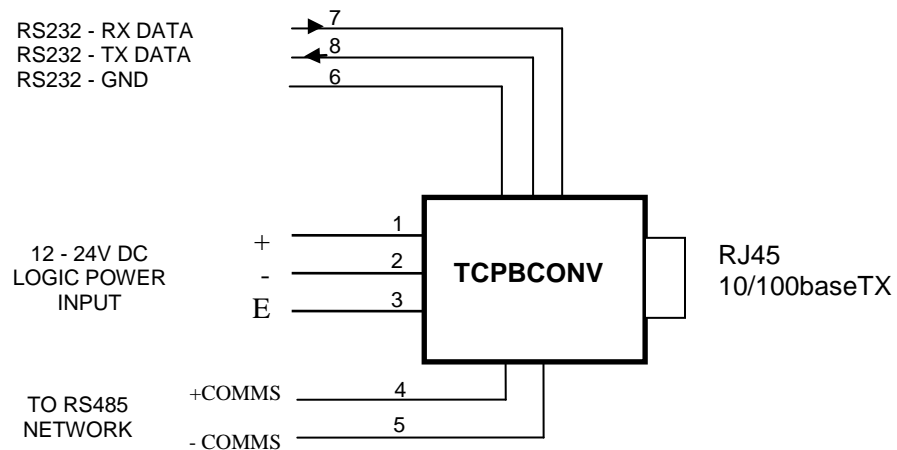 RS232 - RX DATA
7
RS232 - TX DATA
8
RS232 - GND
6
12 - 24V DC
LOGIC POWER
INPUT
+
1
-
2
E
3
TCPBCONV
RJ45
10/100baseTX
TO RS485
NETWORK
+COMMS
4
- COMMS
5